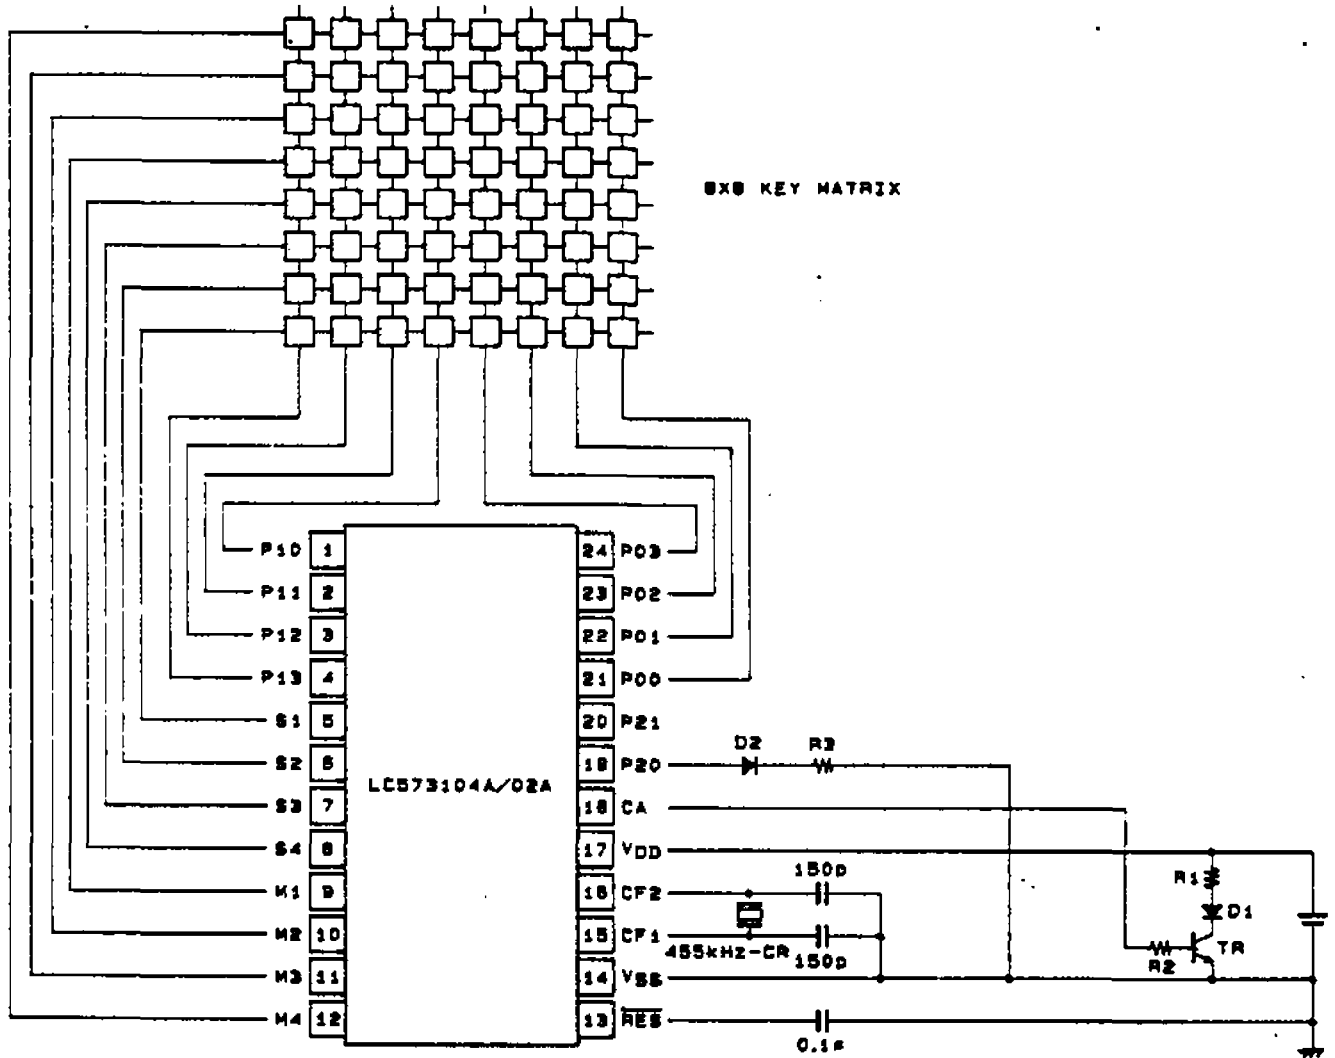 8X8 KEY MATRIX
P10 1
P11 2
P12 3
P13 4
S1 5
S2 6
S3 7
S4 8
M1 9
M2 10
M3 11
M4 12
LC573104A/02A
24 P03
23 P02
22 P01
21 P00
20 P21
19 P20
18 CA
17 VDD
16 CF2
15 CF1
14 VSS
13 RES
D2
R3
150p
455kHz-CR
150p
R1
D1
R2
TR